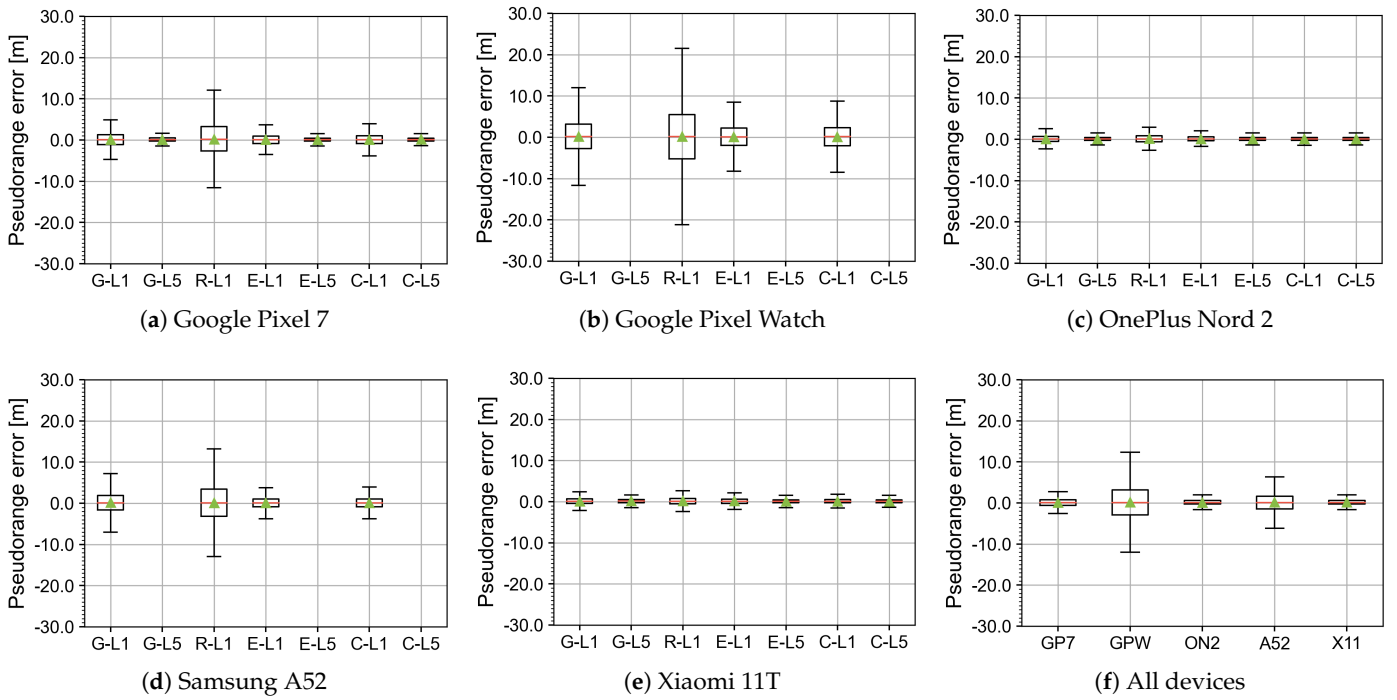 Pseudorange error [m]
30.0
20.0
10.0
0.0
-10.0
-20.0
-30.0
G-L1 G-L5 R-L1 E-L1 E-L5 C-L1 C-L5
(a) Google Pixel 7
Pseudorange error [m]
30.0
20.0
10.0
0.0
-10.0
-20.0
-30.0
G-L1 G-L5 R-L1 E-L1 E-L5 C-L1 C-L5
(b) Google Pixel Watch
Pseudorange error [m]
30.0
20.0
10.0
0.0
-10.0
-20.0
-30.0
G-L1 G-L5 R-L1 E-L1 E-L5 C-L1 C-L5
(c) OnePlus Nord 2
Pseudorange error [m]
30.0
20.0
10.0
0.0
-10.0
-20.0
-30.0
G-L1 G-L5 R-L1 E-L1 E-L5 C-L1 C-L5
(d) Samsung A52
Pseudorange error [m]
30.0
20.0
10.0
0.0
-10.0
-20.0
-30.0
G-L1 G-L5 R-L1 E-L1 E-L5 C-L1 C-L5
(e) Xiaomi 11T
Pseudorange error [m]
30.0
20.0
10.0
0.0
-10.0
-20.0
-30.0
GP7 GPW ON2 A52 X11
(f) All devices